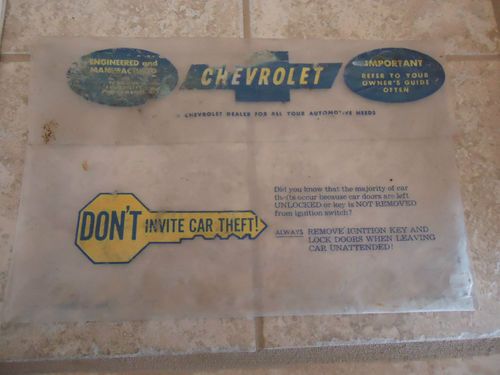 ENGINEERED and
MANUFACTURED
CHEVROLET
IMPORTANT
REFER TO YOUR
OWNER'S GUIDE
OFTEN
CHEVROLET DEALER FOR ALL YOUR AUTOMOTIVE NEEDS
DON'T INVITE CAR THEFT!
Did you know that the majority of car
thefts occur because car doors are left
UNLOCKED or key is NOT REMOVED
from ignition switch?
ALWAYS REMOVE IGNITION KEY AND
LOCK DOORS WHEN LEAVING
CAR UNATTENDED!